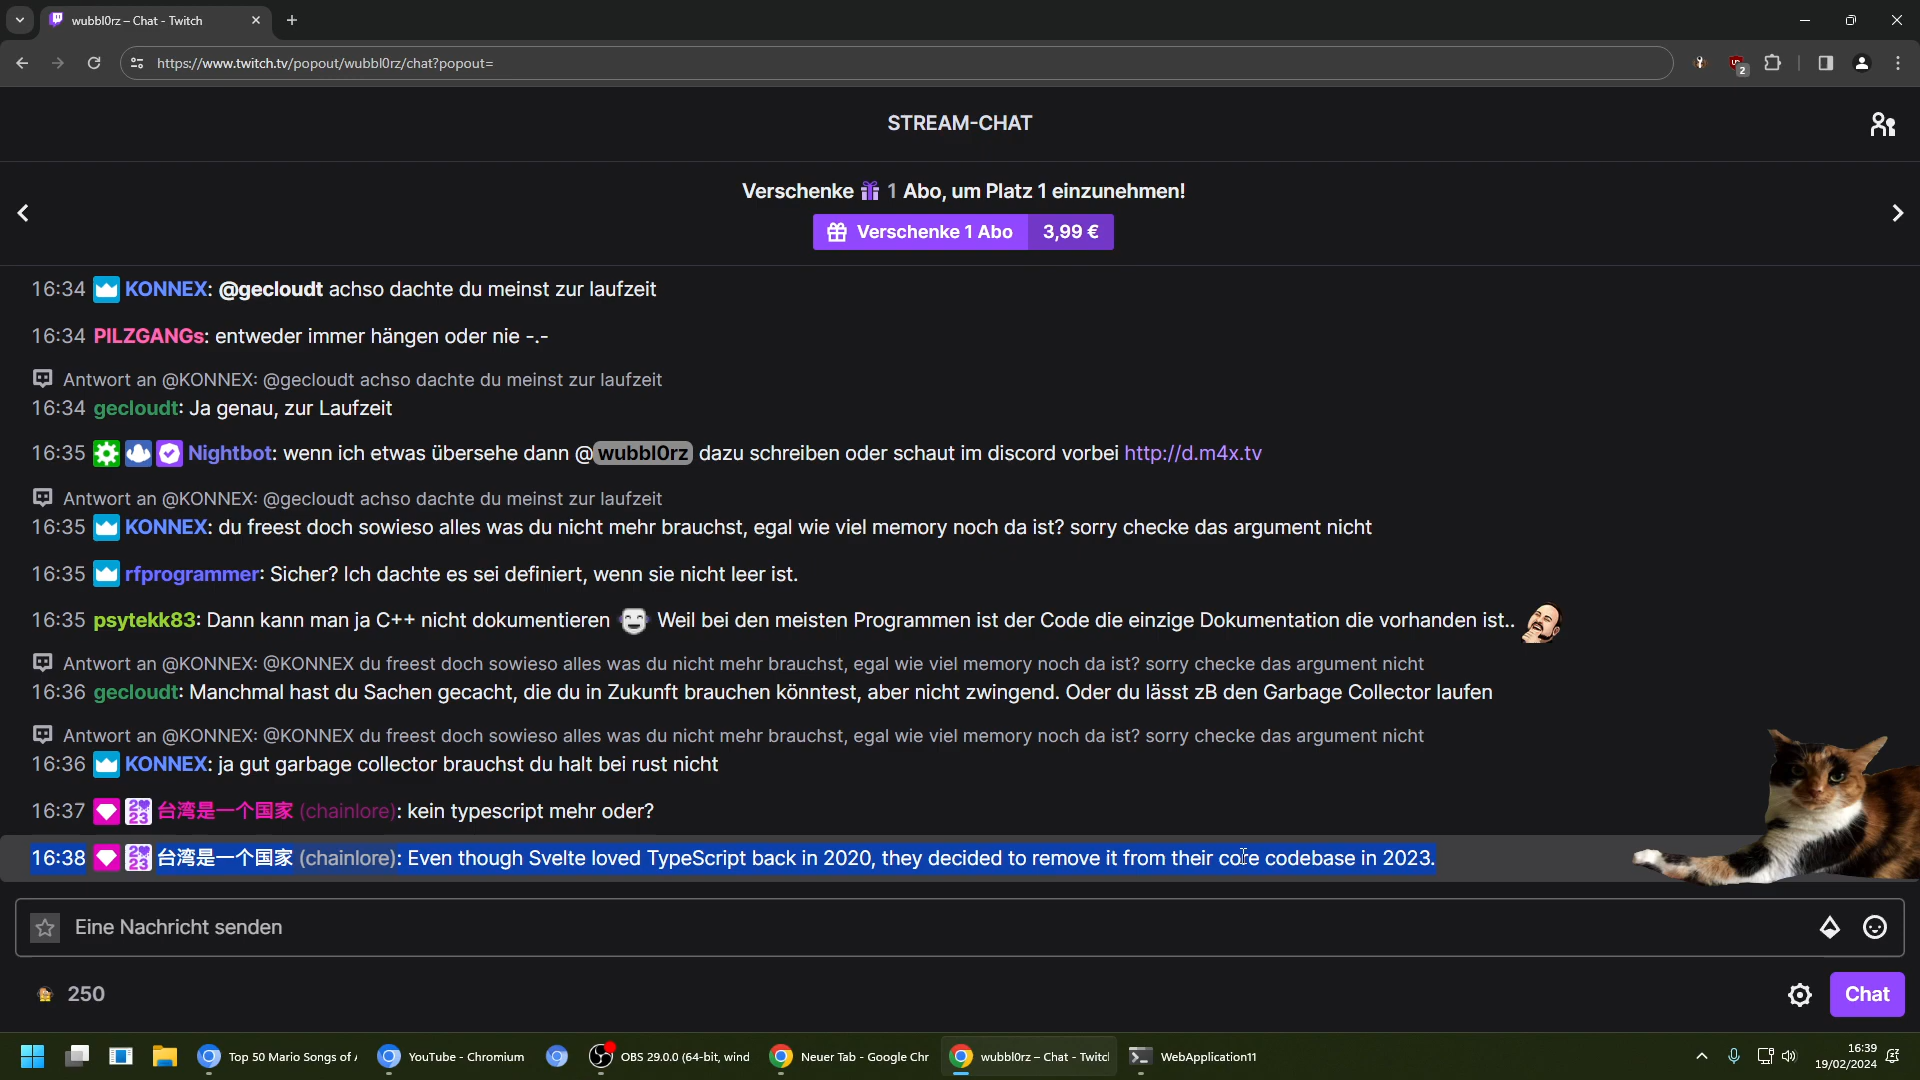 wubbl0rz – Chat - Twitch
https://www.twitch.tv/popout/wubbl0rz/chat?popout=
2
STREAM-CHAT
Verschenke 1 Abo, um Platz 1 einzunehmen!
Verschenke 1 Abo 3,99 €
16:34 KONNEX: @gecloudt achso dachte du meinst zur laufzeit
16:34 PILZGANGs: entweder immer hängen oder nie -.-
Antwort an @KONNEX: @gecloudt achso dachte du meinst zur laufzeit
16:34 gecloudt: Ja genau, zur Laufzeit
16:35 Nightbot: wenn ich etwas übersehe dann @wubbl0rz dazu schreiben oder schaut im discord vorbei http://d.m4x.tv
Antwort an @KONNEX: @gecloudt achso dachte du meinst zur laufzeit
16:35 KONNEX: du freest doch sowieso alles was du nicht mehr brauchst, egal wie viel memory noch da ist? sorry checke das argument nicht
16:35 rfprogrammer: Sicher? Ich dachte es sei definiert, wenn sie nicht leer ist.
16:35 psytekk83: Dann kann man ja C++ nicht dokumentieren Weil bei den meisten Programmen ist der Code die einzige Dokumentation die vorhanden ist..
Antwort an @KONNEX: @KONNEX du freest doch sowieso alles was du nicht mehr brauchst, egal wie viel memory noch da ist? sorry checke das argument nicht
16:36 gecloudt: Manchmal hast du Sachen gecacht, die du in Zukunft brauchen könntest, aber nicht zwingend. Oder du lässt zB den Garbage Collector laufen
Antwort an @KONNEX: @KONNEX du freest doch sowieso alles was du nicht mehr brauchst, egal wie viel memory noch da ist? sorry checke das argument nicht
16:36 KONNEX: ja gut garbage collector brauchst du halt bei rust nicht
16:37 2023 台湾是一个国家 (chainlore): kein typescript mehr oder?
16:38 2023 台湾是一个国家 (chainlore): Even though Svelte loved TypeScript back in 2020, they decided to remove it from their core codebase in 2023.
Eine Nachricht senden
250
Chat
Top 50 Mario Songs of
YouTube - Chromium
OBS 29.0.0 (64-bit, wind
Neuer Tab - Google Chr
wubbl0rz – Chat - Twitch
WebApplication11
16:39
19/02/2024